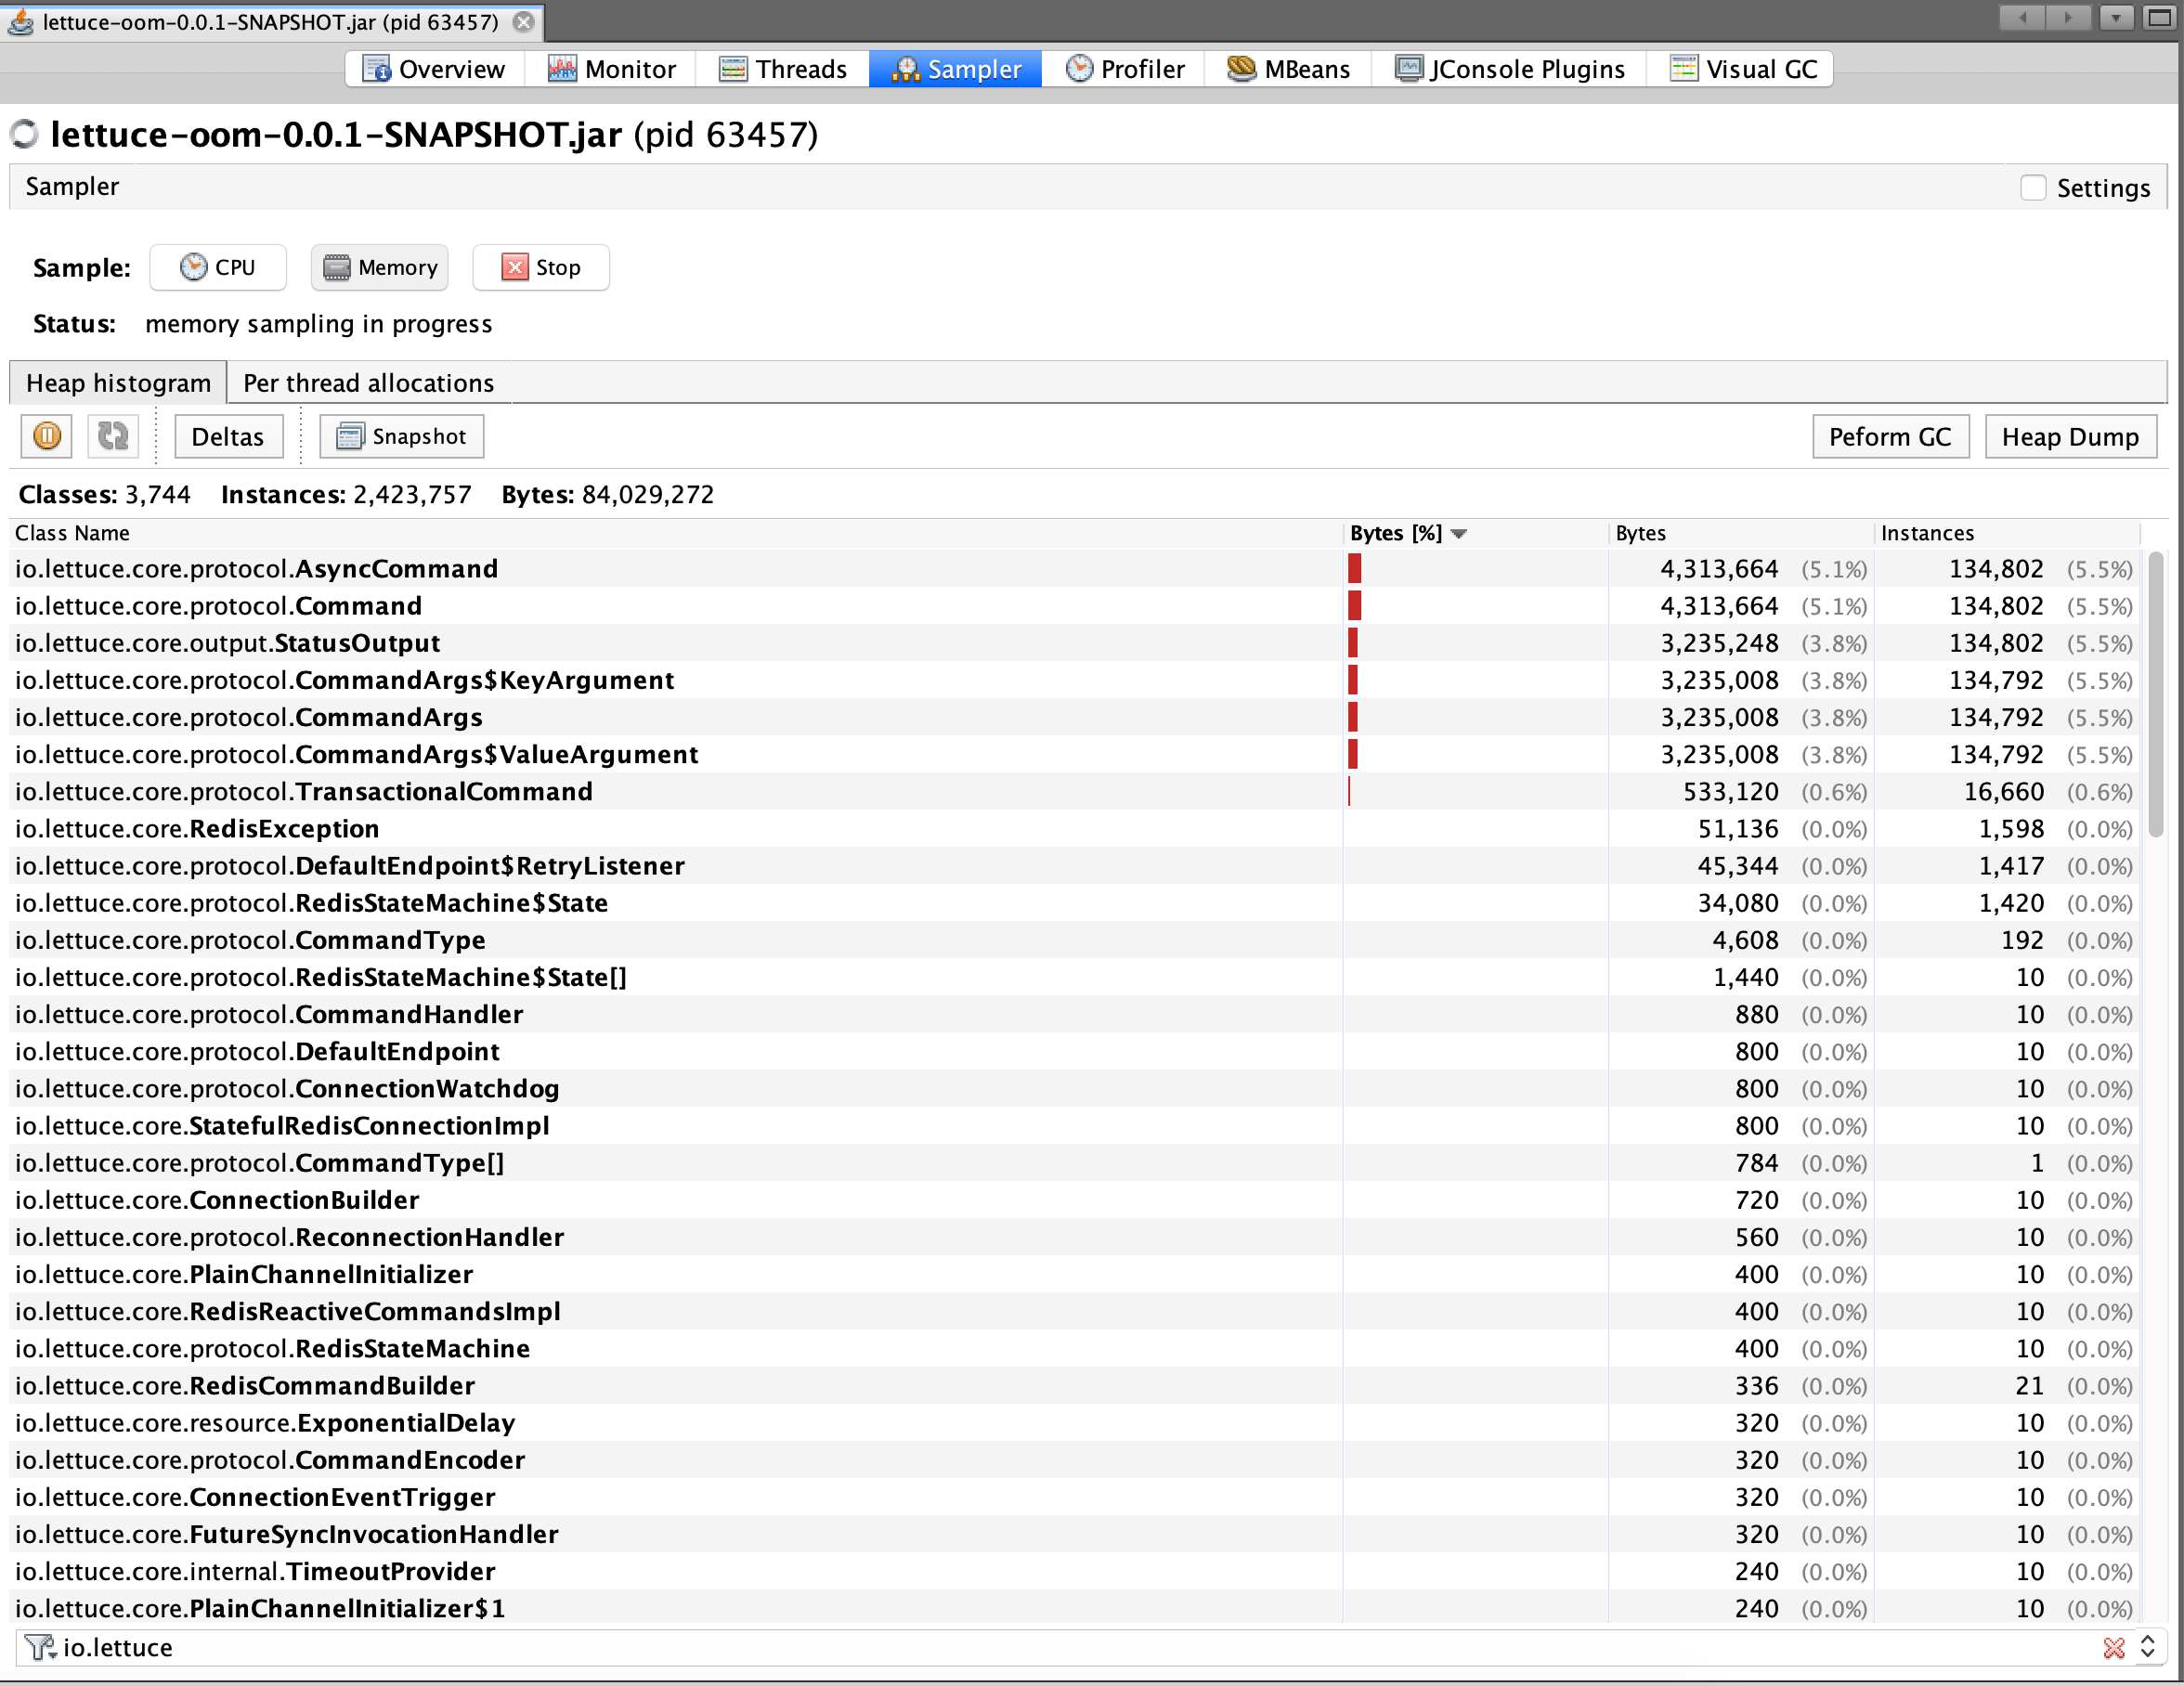 lettuce-oom-0.0.1-SNAPSHOT.jar (pid 63457)
Overview Monitor Threads Sampler Profiler MBeans JConsole Plugins Visual GC
lettuce-oom-0.0.1-SNAPSHOT.jar (pid 63457)
Sampler Settings
Sample: CPU Memory Stop
Status: memory sampling in progress
Heap histogram Per thread allocations
Deltas Snapshot Peform GC Heap Dump
Classes: 3,744 Instances: 2,423,757 Bytes: 84,029,272
Class Name Bytes [%] Bytes Instances
io.lettuce.core.protocol.AsyncCommand 4,313,664 (5.1%) 134,802 (5.5%)
io.lettuce.core.protocol.Command 4,313,664 (5.1%) 134,802 (5.5%)
io.lettuce.core.output.StatusOutput 3,235,248 (3.8%) 134,802 (5.5%)
io.lettuce.core.protocol.CommandArgs$KeyArgument 3,235,008 (3.8%) 134,792 (5.5%)
io.lettuce.core.protocol.CommandArgs 3,235,008 (3.8%) 134,792 (5.5%)
io.lettuce.core.protocol.CommandArgs$ValueArgument 3,235,008 (3.8%) 134,792 (5.5%)
io.lettuce.core.protocol.TransactionalCommand 533,120 (0.6%) 16,660 (0.6%)
io.lettuce.core.RedisException 51,136 (0.0%) 1,598 (0.0%)
io.lettuce.core.protocol.DefaultEndpoint$RetryListener 45,344 (0.0%) 1,417 (0.0%)
io.lettuce.core.protocol.RedisStateMachine$State 34,080 (0.0%) 1,420 (0.0%)
io.lettuce.core.protocol.CommandType 4,608 (0.0%) 192 (0.0%)
io.lettuce.core.protocol.RedisStateMachine$State[] 1,440 (0.0%) 10 (0.0%)
io.lettuce.core.protocol.CommandHandler 880 (0.0%) 10 (0.0%)
io.lettuce.core.protocol.DefaultEndpoint 800 (0.0%) 10 (0.0%)
io.lettuce.core.protocol.ConnectionWatchdog 800 (0.0%) 10 (0.0%)
io.lettuce.core.StatefulRedisConnectionImpl 800 (0.0%) 10 (0.0%)
io.lettuce.core.protocol.CommandType[] 784 (0.0%) 1 (0.0%)
io.lettuce.core.ConnectionBuilder 720 (0.0%) 10 (0.0%)
io.lettuce.core.protocol.ReconnectionHandler 560 (0.0%) 10 (0.0%)
io.lettuce.core.PlainChannelInitializer 400 (0.0%) 10 (0.0%)
io.lettuce.core.RedisReactiveCommandsImpl 400 (0.0%) 10 (0.0%)
io.lettuce.core.protocol.RedisStateMachine 400 (0.0%) 10 (0.0%)
io.lettuce.core.RedisCommandBuilder 336 (0.0%) 21 (0.0%)
io.lettuce.core.resource.ExponentialDelay 320 (0.0%) 10 (0.0%)
io.lettuce.core.protocol.CommandEncoder 320 (0.0%) 10 (0.0%)
io.lettuce.core.ConnectionEventTrigger 320 (0.0%) 10 (0.0%)
io.lettuce.core.FutureSyncInvocationHandler 320 (0.0%) 10 (0.0%)
io.lettuce.core.internal.TimeoutProvider 240 (0.0%) 10 (0.0%)
io.lettuce.core.PlainChannelInitializer$1 240 (0.0%) 10 (0.0%)
io.lettuce